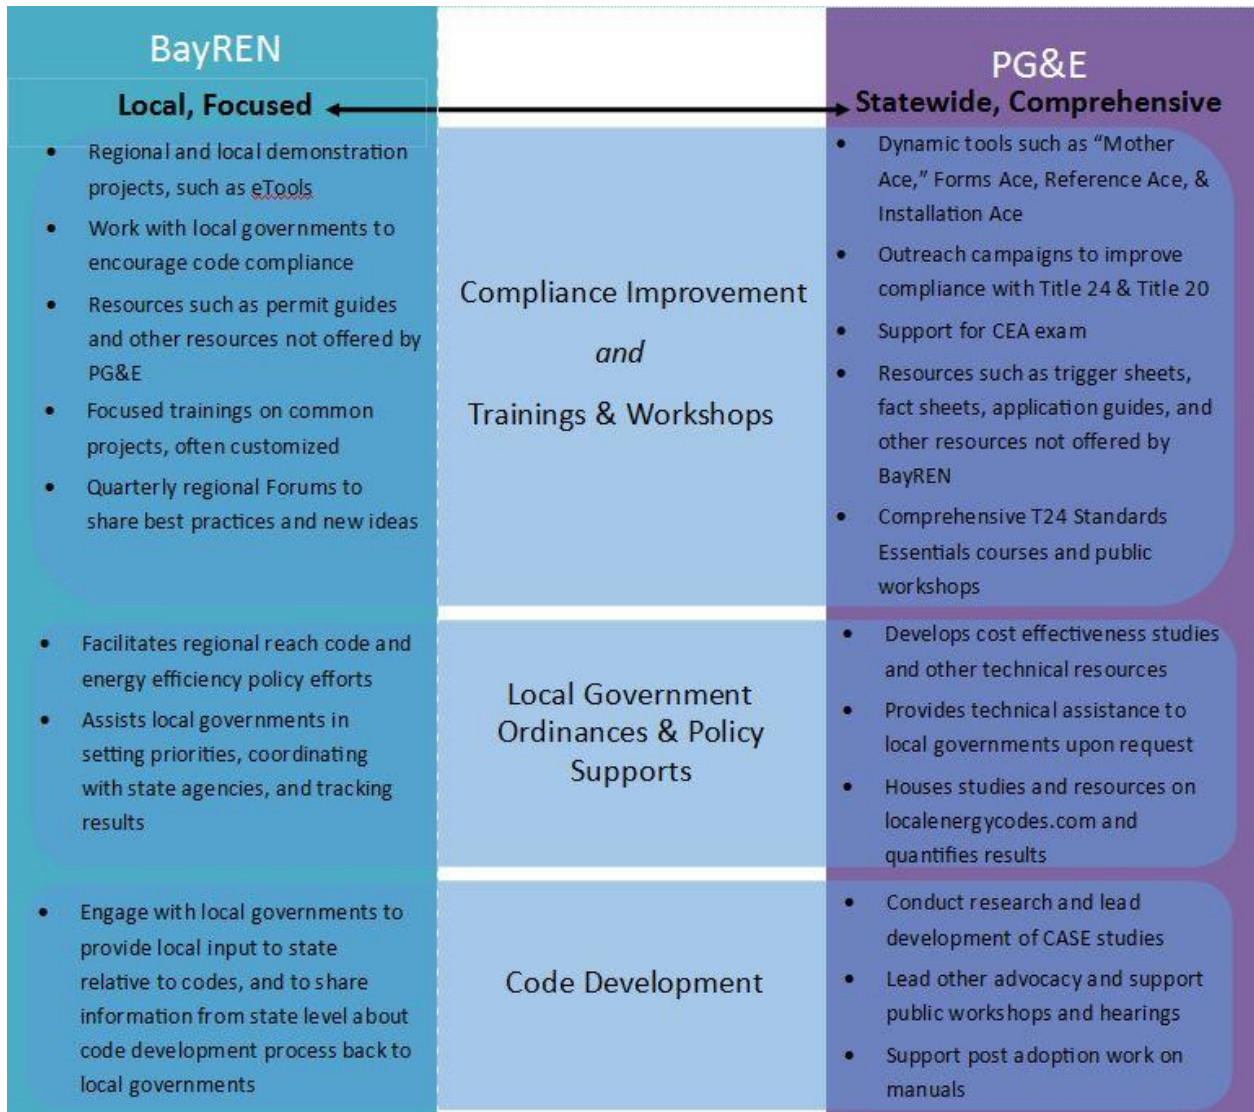 BayREN
Local, Focused
PG&E
Statewide, Comprehensive
• Regional and local demonstration
projects, such as eTools
• Work with local governments to
encourage code compliance
• Resources such as permit guides
and other resources not offered by
PG&E
• Focused trainings on common
projects, often customized
• Quarterly regional Forums to
share best practices and new ideas
Compliance Improvement
and
Trainings & Workshops
• Dynamic tools such as “Mother
Ace,” Forms Ace, Reference Ace, &
Installation Ace
• Outreach campaigns to improve
compliance with Title 24 & Title 20
• Support for CEA exam
• Resources such as trigger sheets,
fact sheets, application guides, and
other resources not offered by
BayREN
• Comprehensive T24 Standards
Essentials courses and public
workshops
• Facilitates regional reach code and
energy efficiency policy efforts
• Assists local governments in
setting priorities, coordinating
with state agencies, and tracking
results
Local Government
Ordinances & Policy
Supports
• Develops cost effectiveness studies
and other technical resources
• Provides technical assistance to
local governments upon request
• Houses studies and resources on
localenergycodes.com and
quantifies results
• Engage with local governments to
provide local input to state
relative to codes, and to share
information from state level about
code development process back to
local governments
Code Development
• Conduct research and lead
development of CASE studies
• Lead other advocacy and support
public workshops and hearings
• Support post adoption work on
manuals